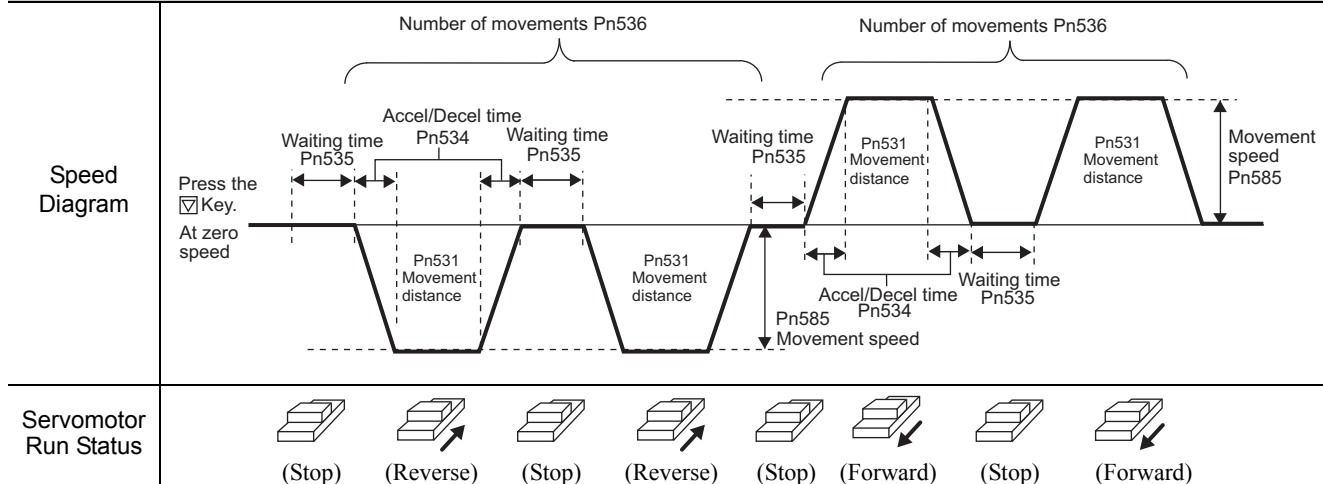 Number of movements Pn536
Number of movements Pn536
Speed
Diagram
Accel/Decel time
Pn534
Waiting time
Pn535
Waiting time
Pn535
Waiting time
Pn535
Pn531
Movement
distance
Pn531
Movement
distance
Movement
speed
Pn585
Press the
▽ Key.
At zero
speed
Pn531
Movement
distance
Pn531
Movement
distance
Accel/Decel time
Pn534
Waiting time
Pn535
Pn585
Movement speed
Servomotor
Run Status
(Stop) (Reverse) (Stop) (Reverse) (Stop) (Forward) (Stop) (Forward)